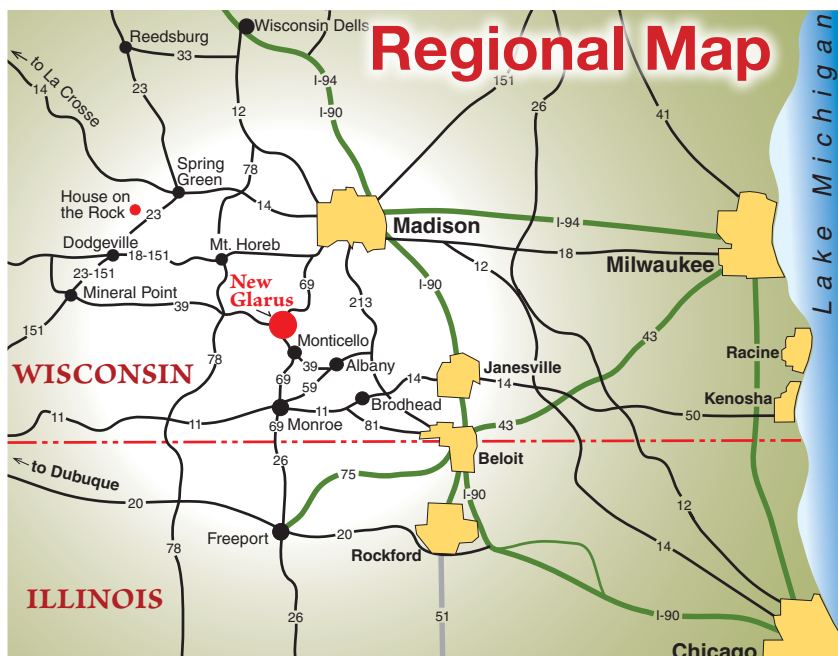 Regional Map
Wisconsin Dells
Reedsburg
33
to La Crosse
14
23
12
I-94
I-90
151
26
41
Lake Michigan
78
Spring
Green
House on
the Rock
23
14
Madison
I-94
Dodgeville
18-151
Mt. Horeb
18
12
Milwaukee
23-151
Mineral Point
New
Glarus
69
213
I-90
39
151
78
Monticello
43
WISCONSIN
39
Albany
Janesville
Racine
69
59
14
14
Kenosha
Brodhead
50
11
11
11
69
Monroe
81
43
Beloit
to Dubuque
26
75
I-90
20
12
Freeport
20
Rockford
14
78
ILLINOIS
26
51
I-90
Chicago